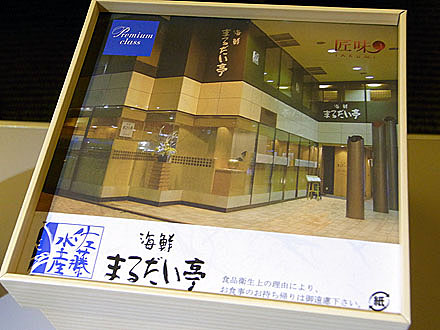 Premium
class
匠味
TAKUMI
海鮮
まるだい亭
海鮮
まるだい亭
佐藤
水産
海鮮
まるだい亭
食品衛生上の理由により、
お食事のお持ち帰りは御遠慮下さい。
紙